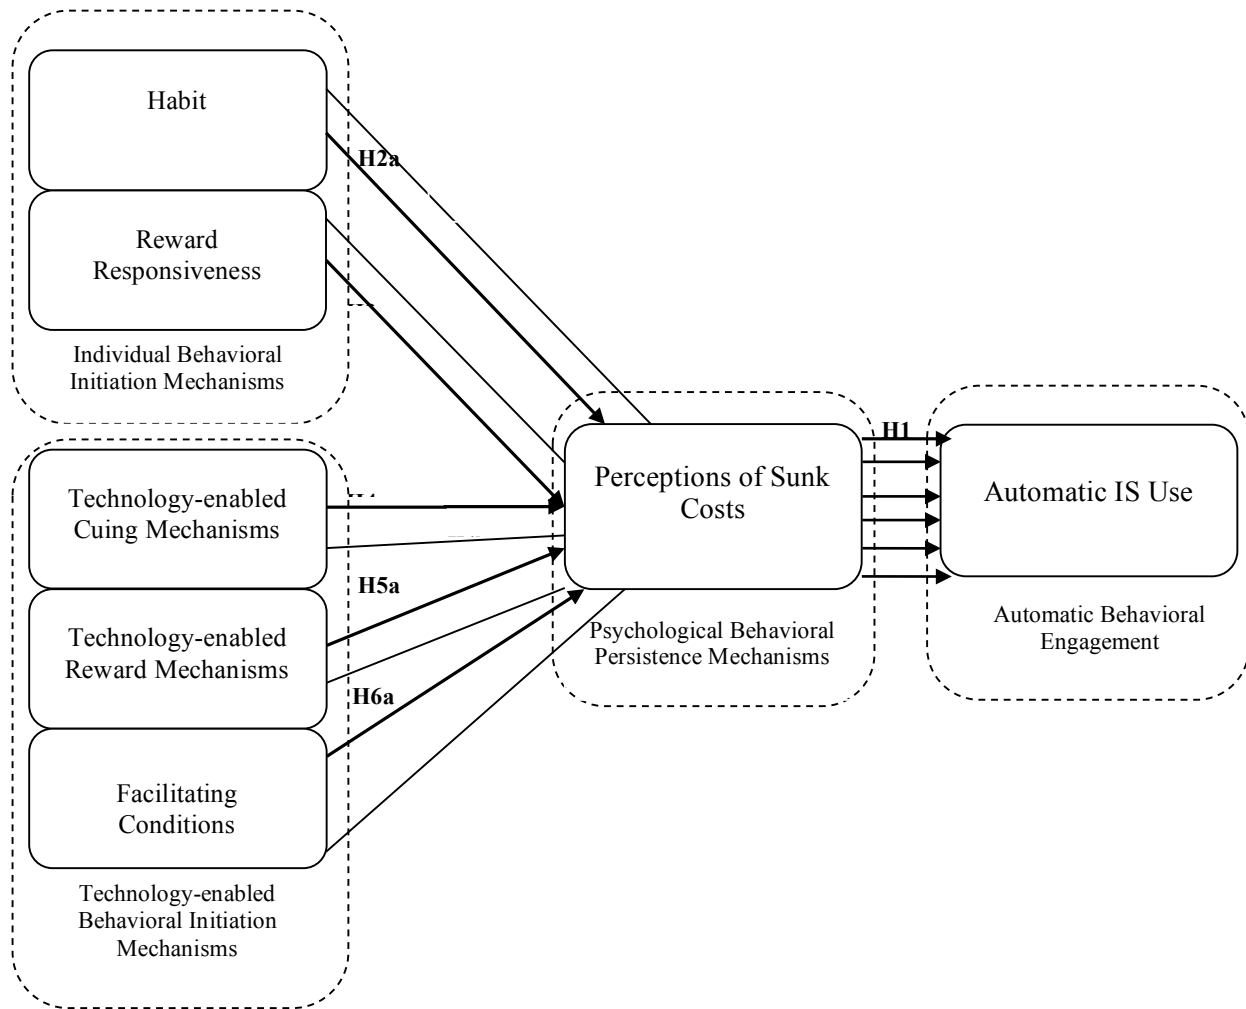 Habit
H2a
Reward
Responsiveness
Individual Behavioral
Initiation Mechanisms
H1
Perceptions of Sunk
Costs
Automatic IS Use
Technology-enabled
Cuing Mechanisms
H5a
Technology-enabled
Reward Mechanisms
Psychological Behavioral
Persistence Mechanisms
Automatic Behavioral
Engagement
H6a
Facilitating
Conditions
Technology-enabled
Behavioral Initiation
Mechanisms